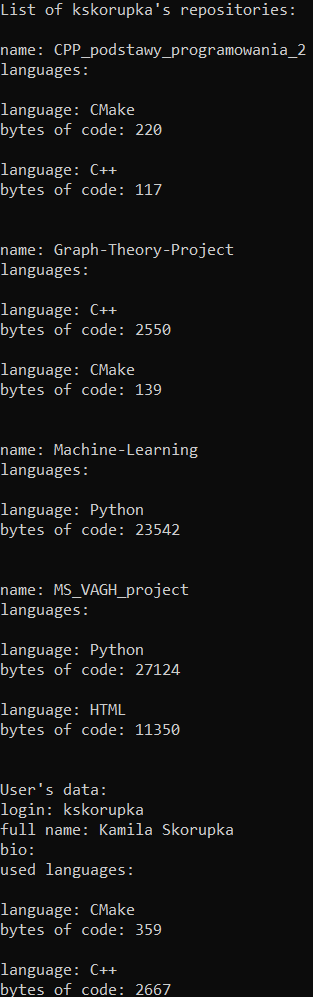 List of kskorupka's repositories:
name: CPP_podstawy_programowania_2
languages:
language: CMake
bytes of code: 220
language: C++
bytes of code: 117
name: Graph-Theory-Project
languages:
language: C++
bytes of code: 2550
language: CMake
bytes of code: 139
name: Machine-Learning
languages:
language: Python
bytes of code: 23542
name: MS_VAGH_project
languages:
language: Python
bytes of code: 27124
language: HTML
bytes of code: 11350
User's data:
login: kskorupka
full name: Kamila Skorupka
bio:
used languages:
language: CMake
bytes of code: 359
language: C++
bytes of code: 2667